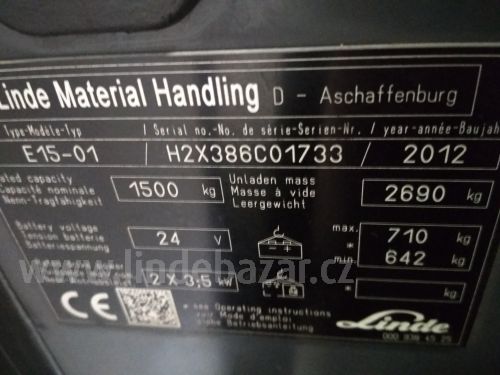 Linde Material Handling D - Aschaffenburg
Type-Modèle-Typ / Serial no.-No. de série-Serien-Nr. / year-année-Baujah
E15-01 / H2X386C01733 / 2012
ated capacity
Capacité nominale
Nenn-Tragfähigkeit
1500 kg
Unladen mass
Masse à vide
Leergewicht
2690 kg
Battery voltage
Tension batterie
Batteriespannung
24 V
max. 710 kg
*
min. 642 kg
www.lindebazar.cz
2 x 3,5 kW
* kg
CE
* see Operating instructions
voir Mode d'emploi
siehe Betriebsanleitung
Linde